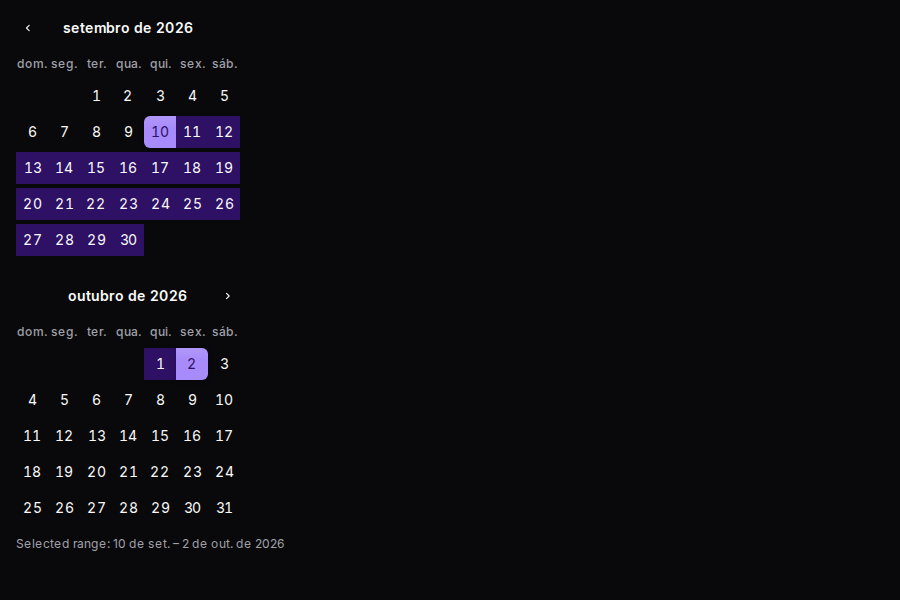 setembro de 2026
dom. seg. ter. qua. qui. sex. sáb.
1 2 3 4 5
6 7 8 9 10 11 12
13 14 15 16 17 18 19
20 21 22 23 24 25 26
27 28 29 30
outubro de 2026
dom. seg. ter. qua. qui. sex. sáb.
1 2 3
4 5 6 7 8 9 10
11 12 13 14 15 16 17
18 19 20 21 22 23 24
25 26 27 28 29 30 31
Selected range: 10 de set. – 2 de out. de 2026